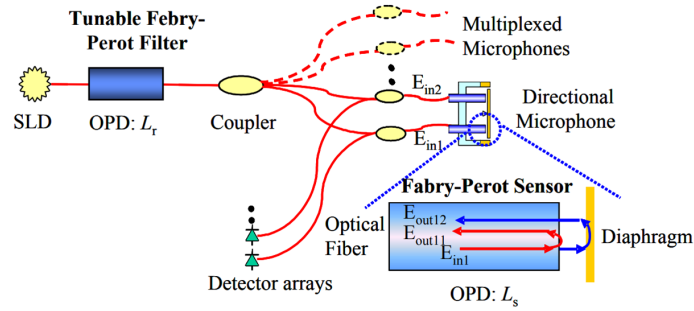 Tunable Febry-
Perot Filter
Multiplexed
Microphones
SLD
OPD: Lr
Coupler
Ein2
Ein1
Directional
Microphone
Fabry-Perot Sensor
Optical
Fiber
Eout12
Eout11
Ein1
Diaphragm
Detector arrays
OPD: Ls